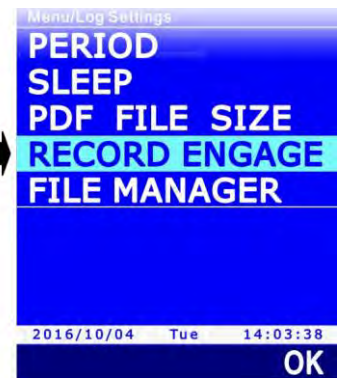 Menu/Log Settings
PERIOD
SLEEP
PDF FILE SIZE
RECORD ENGAGE
FILE MANAGER
2016/10/04 Tue 14:03:38
OK